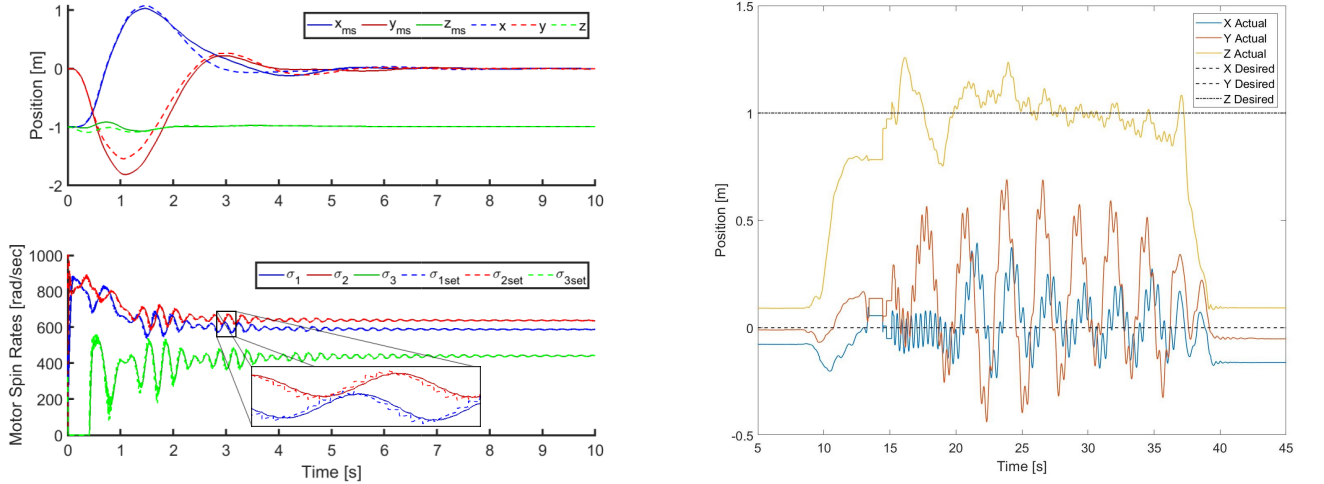 x_ms y_ms z_ms x y z
Position [m]
1
0
-1
-2
0 1 2 3 4 5 6 7 8 9 10
σ_1 σ_2 σ_3 σ_1set σ_2set σ_3set
Motor Spin Rates [rad/sec]
1000
800
600
400
200
0
0 1 2 3 4 5 6 7 8 9 10
Time [s]
X Actual
Y Actual
Z Actual
X Desired
Y Desired
Z Desired
Position [m]
1.5
1
0.5
0
-0.5
5 10 15 20 25 30 35 40 45
Time [s]